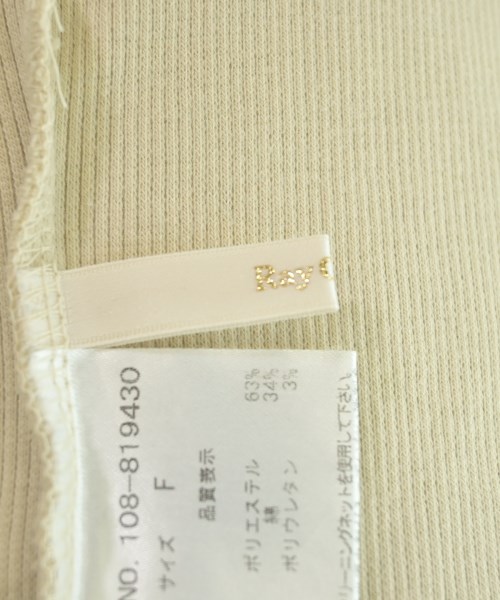 Ray
NO. 108-819430
サイズ F
品質表示
ポリエステル 63%
綿 34%
ポリウレタン 3%
リーニングネットを使用して下さい。